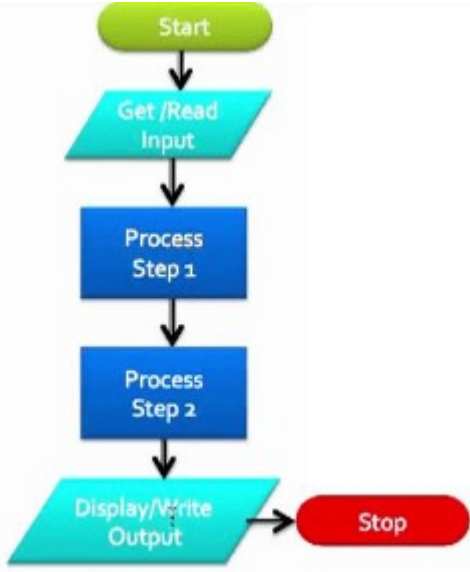 Start
Get /Read
Input
Process
Step 1
Process
Step 2
Display/Write
Output
Stop